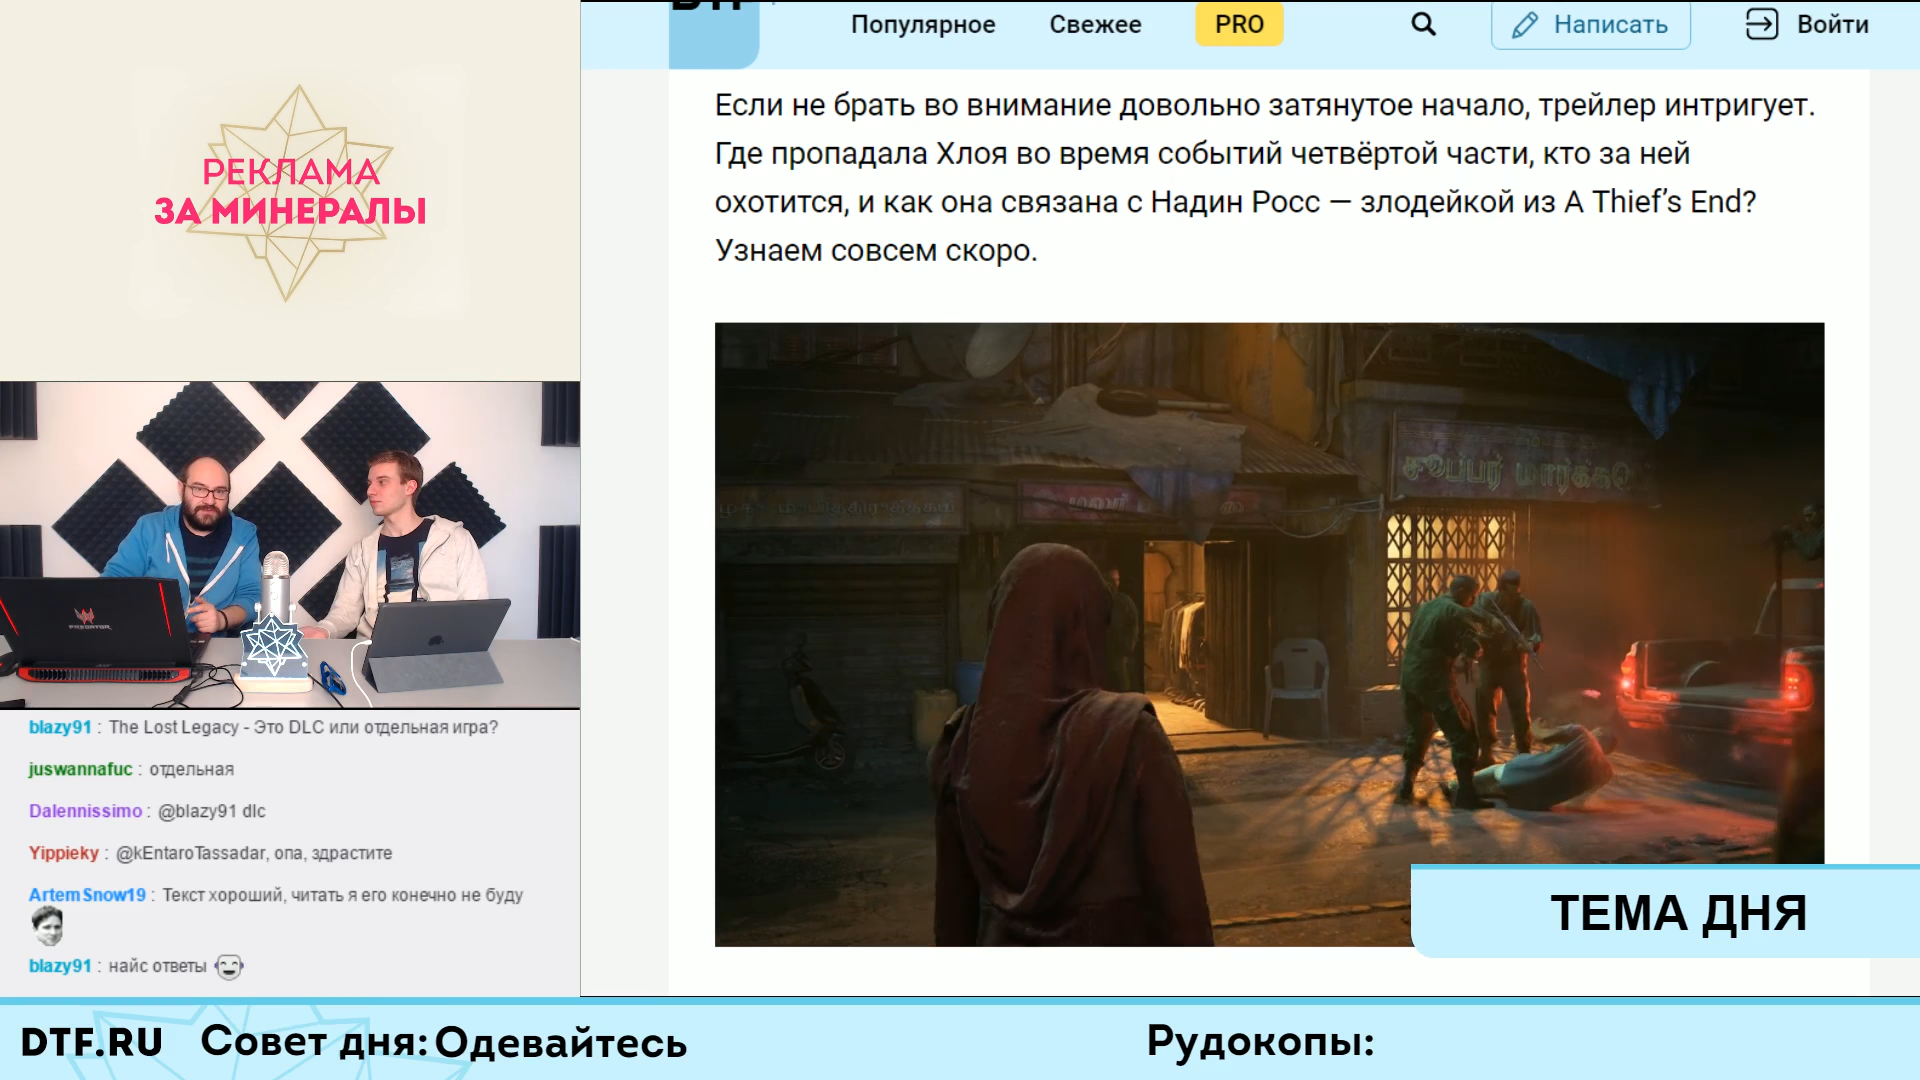 РЕКЛАМА
ЗА МИНЕРАЛЫ
Популярное
Свежее
PRO
Написать
Войти
Если не брать во внимание довольно затянутое начало, трейлер интригует.
Где пропадала Хлоя во время событий четвёртой части, кто за ней
охотится, и как она связана с Надин Росс — злодейкой из A Thief’s End?
Узнаем совсем скоро.
PREDATOR
blazy91 : The Lost Legacy - Это DLC или отдельная игра?
juswannafuc : отдельная
Dalennissimo : @blazy91 dlc
Yippieky : @kEntaroTassadar, опа, здрастите
ArtemSnow19 : Текст хороший, читать я его конечно не буду
blazy91 : найс ответы
ТЕМА ДНЯ
DTF.RU Совет дня: Одевайтесь
Рудокопы: